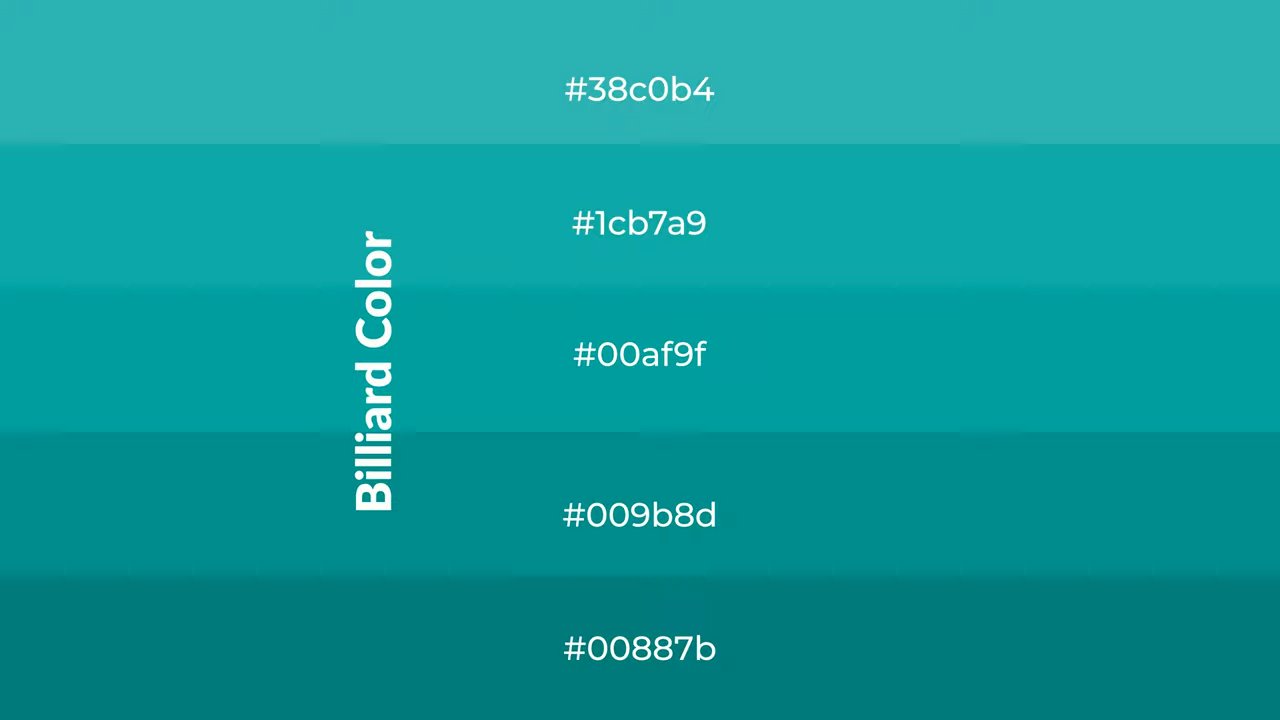 Billiard Color
#38c0b4
#1cb7a9
#00af9f
#009b8d
#00887b